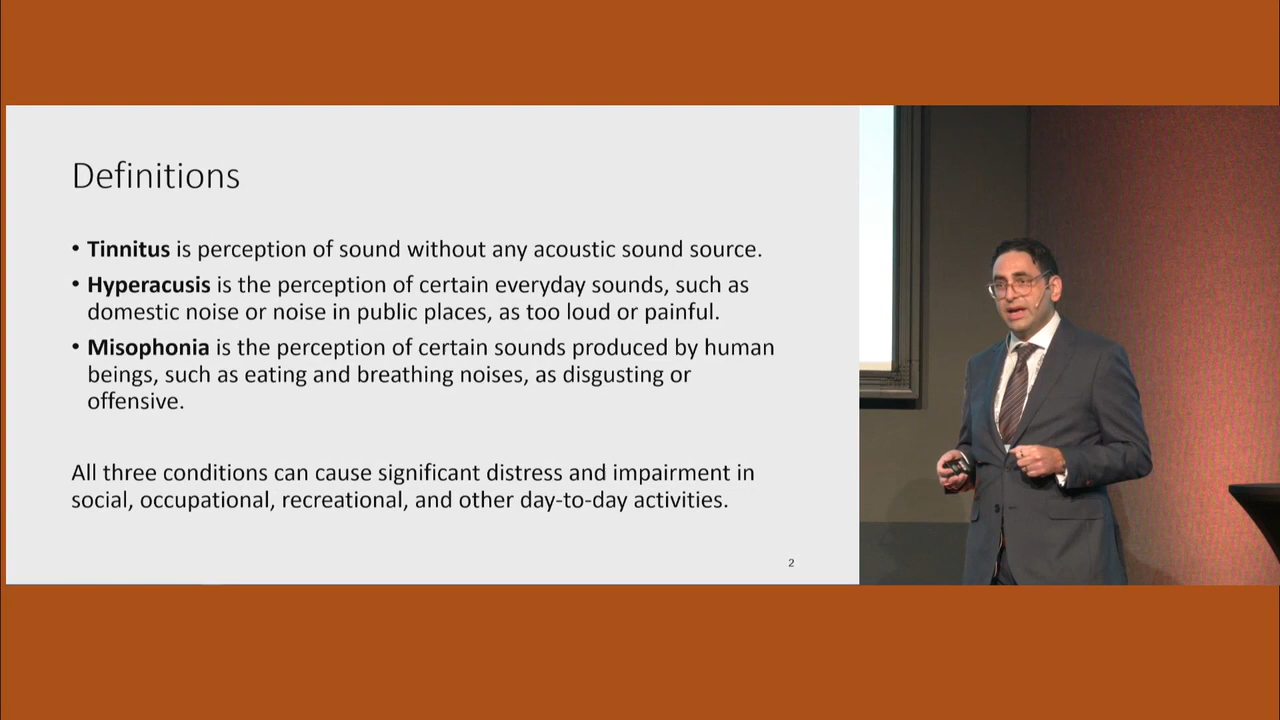 Definitions
• Tinnitus is perception of sound without any acoustic sound source.
• Hyperacusis is the perception of certain everyday sounds, such as
domestic noise or noise in public places, as too loud or painful.
• Misophonia is the perception of certain sounds produced by human
beings, such as eating and breathing noises, as disgusting or
offensive.
All three conditions can cause significant distress and impairment in
social, occupational, recreational, and other day-to-day activities.
2